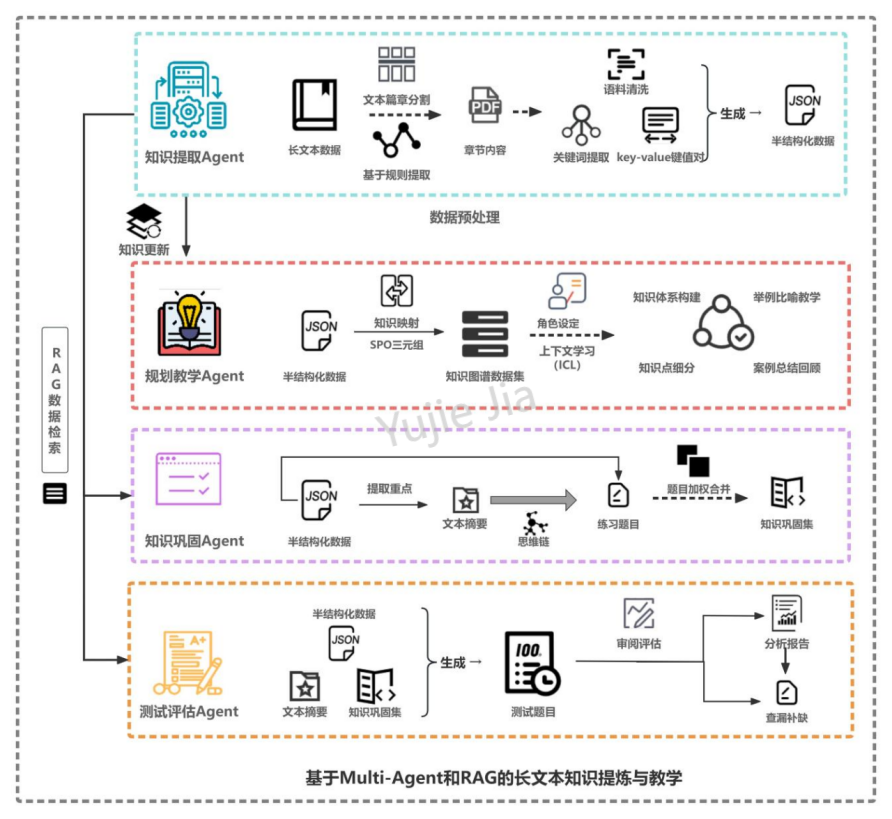 语料清洗
文本篇章分割
PDF
JSON
生成
长文本数据
章节内容
关键词提取
key-value键值对
半结构化数据
基于规则提取
知识提取Agent
数据预处理
知识更新
知识体系构建
举例比喻教学
JSON
知识映射
角色设定
SPO三元组
上下文学习
(ICL)
半结构化数据
知识图谱数据集
知识点细分
案例总结回顾
规划教学Agent
RAG数据检索
Yujie Jia
JSON
提取重点
题目加权合并
半结构化数据
文本摘要
思维链
练习题目
知识巩固集
知识巩固Agent
半结构化数据
JSON
A+
生成
100
审阅评估
分析报告
文本摘要
知识巩固集
测试题目
查漏补缺
测试评估Agent
基于Multi-Agent和RAG的长文本知识提炼与教学